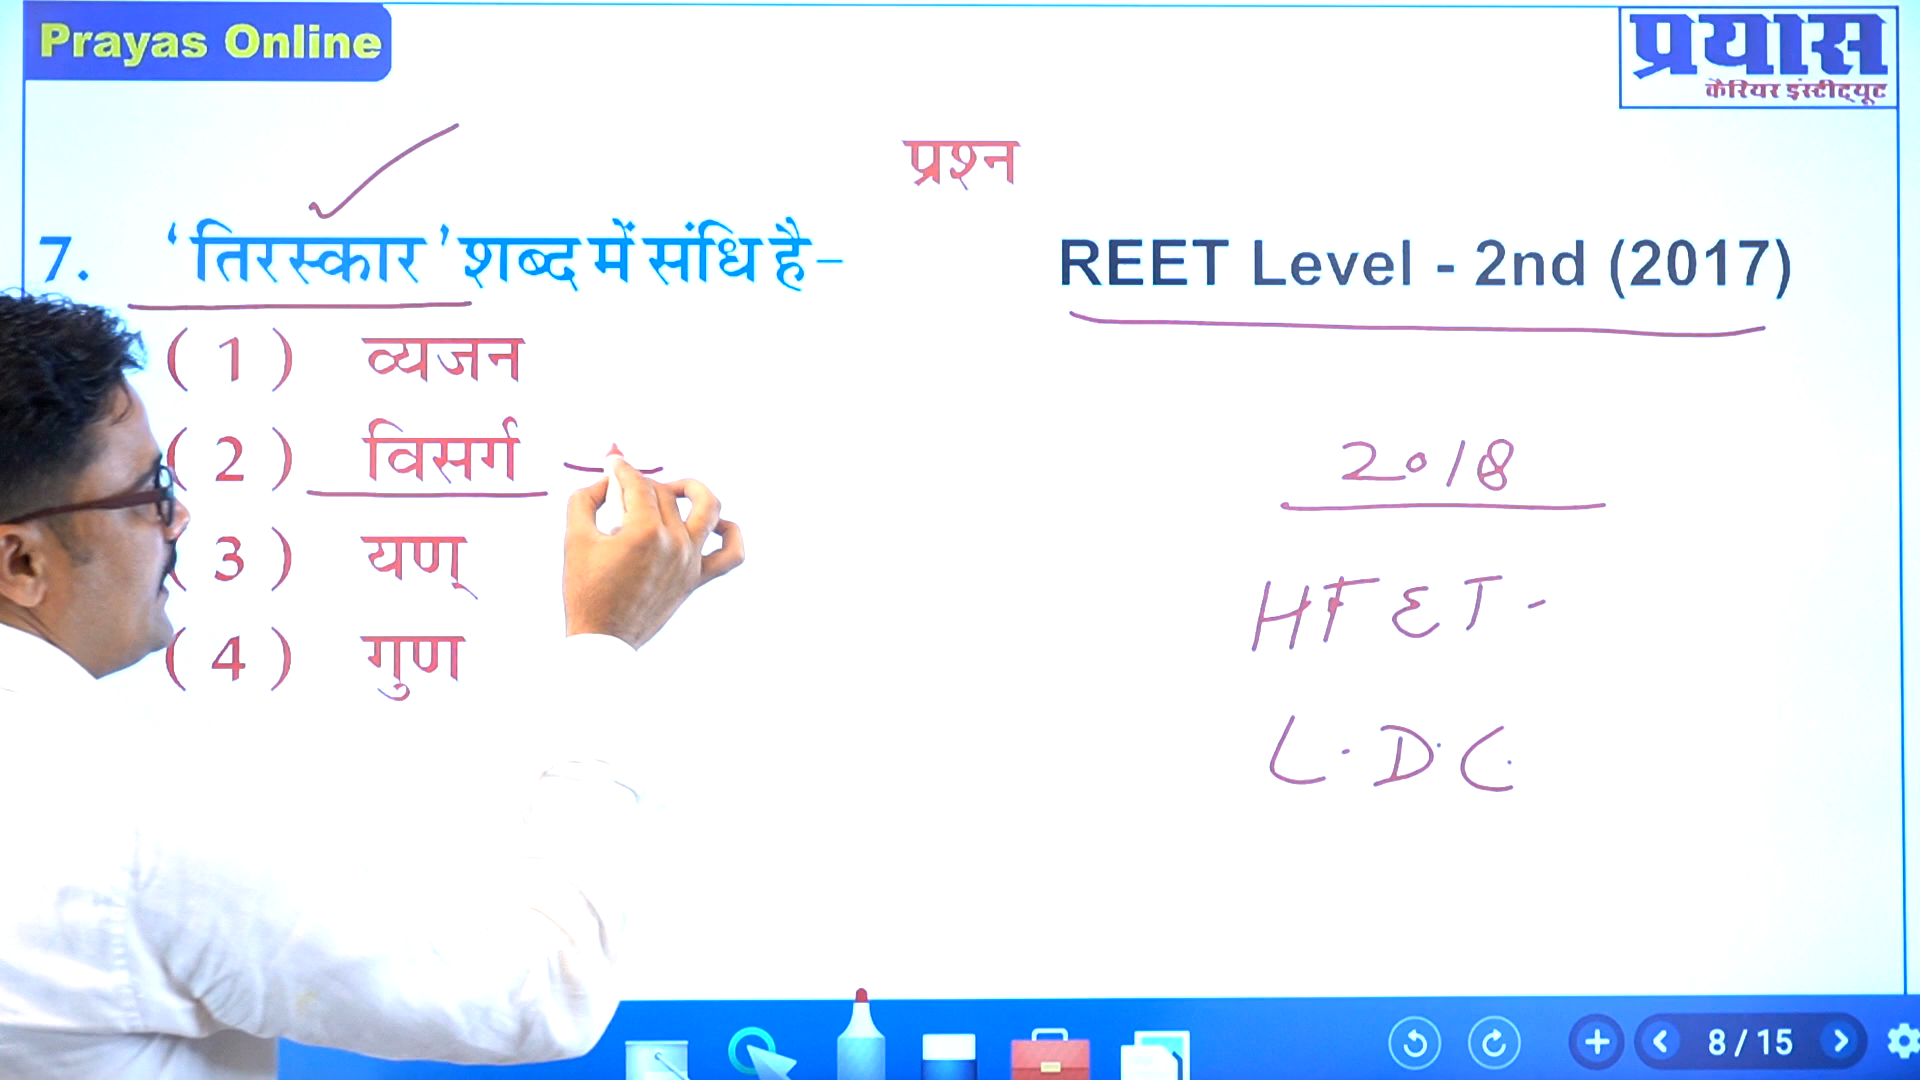 Prayas Online
प्रयास
कैरियर इंस्टीट्यूट
प्रश्न
7. ‘तिरस्कार’ शब्द में संधि है–
REET Level - 2nd (2017)
(1) व्यजन
(2) विसर्ग
(3) यण्
(4) गुण
2018
HTET -
L.D.C.
8/15